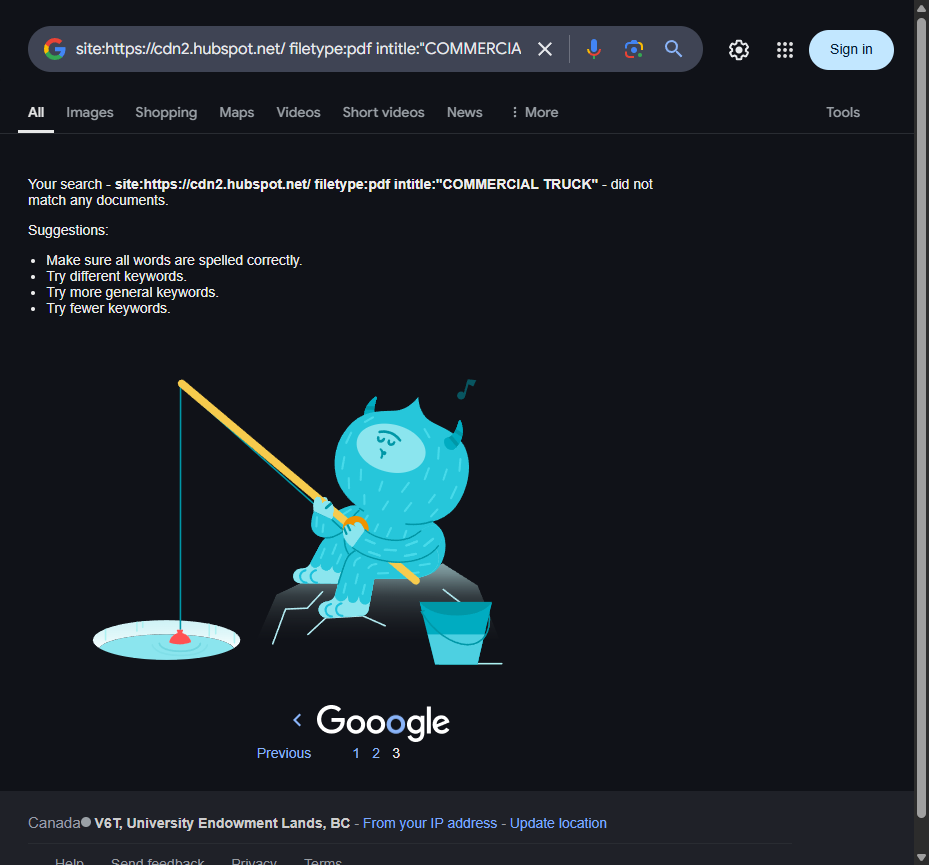 site:https://cdn2.hubspot.net/ filetype:pdf intitle:"COMMERCIA
Sign in
All Images Shopping Maps Videos Short videos News More Tools
Your search - site:https://cdn2.hubspot.net/ filetype:pdf intitle:"COMMERCIAL TRUCK" - did not
match any documents.
Suggestions:
Make sure all words are spelled correctly.
Try different keywords.
Try more general keywords.
Try fewer keywords.
Gooogle
Previous 1 2 3
Canada V6T, University Endowment Lands, BC - From your IP address - Update location
Help Send feedback Privacy Terms